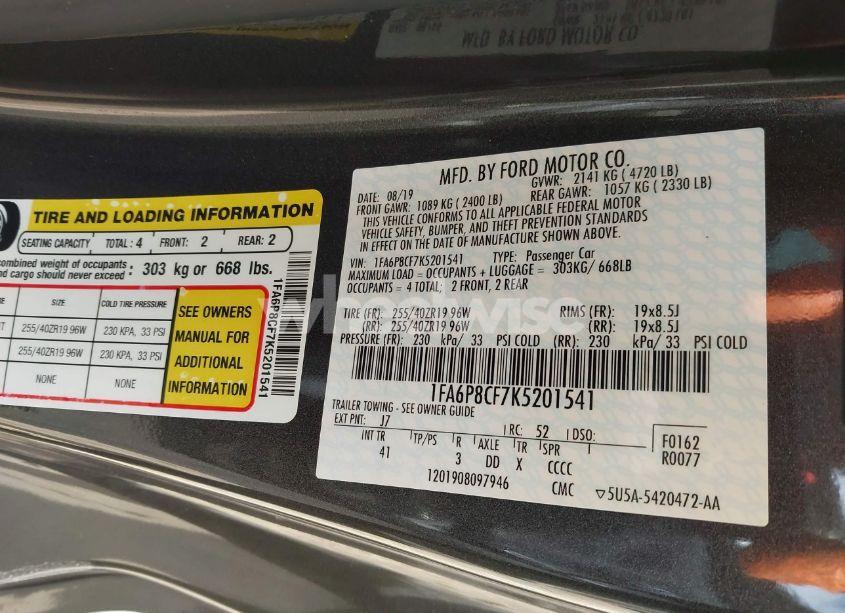 MFD. BY FORD MOTOR CO
TIRE AND LOADING INFORMATION
SEATING CAPACITY TOTAL : 4 FRONT: 2 REAR: 2
combined weight of occupants
and cargo should never exceed : 303 kg or 668 lbs.
SIZE COLD TIRE PRESSURE
255/40ZR19 96W 230 KPA, 33 PSI
255/40ZR19 96W 230 KPA, 33 PSI
NONE NONE
SEE OWNERS
MANUAL FOR
ADDITIONAL
INFORMATION
1FA6P8CF7K5201541
MFD. BY FORD MOTOR CO.
DATE: 08/19 GVWR: 2141 KG ( 4720 LB)
FRONT GAWR: 1089 KG ( 2400 LB) REAR GAWR: 1057 KG ( 2330 LB)
THIS VEHICLE CONFORMS TO ALL APPLICABLE FEDERAL MOTOR
VEHICLE SAFETY, BUMPER, AND THEFT PREVENTION STANDARDS
IN EFFECT ON THE DATE OF MANUFACTURE SHOWN ABOVE.
VIN: 1FA6P8CF7K5201541 TYPE: Passenger Car
MAXIMUM LOAD = OCCUPANTS + LUGGAGE = 303KG/ 668LB
OCCUPANTS = 4 TOTAL; 2 FRONT, 2 REAR
TIRE (FR): 255/40ZR19 96W RIMS (FR): 19x8.5J
(RR): 255/40ZR19 96W (RR): 19x8.5J
PRESSURE (FR): 230 kPa/ 33 PSI COLD (RR): 230 kPa/ 33 PSI COLD
1FA6P8CF7K5201541
TRAILER TOWING - SEE OWNER GUIDE
EXT PNT: J7 RC: 52 DSO: F0162
R0077
INT TR TP/PS R AXLE TR SPR
41 3 DD X CCCC
1201908097946 CMC ▽5U5A-5420472-AA
wheelwise